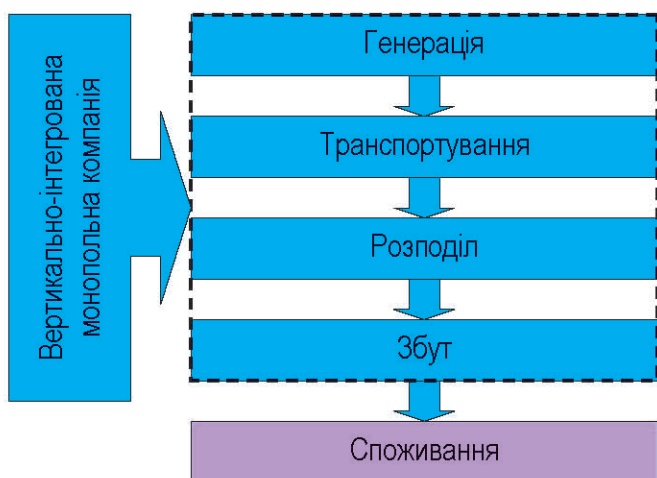 Вертикально-інтегрована
монопольна компанія
Генерація
Транспортування
Розподіл
Збут
Споживання